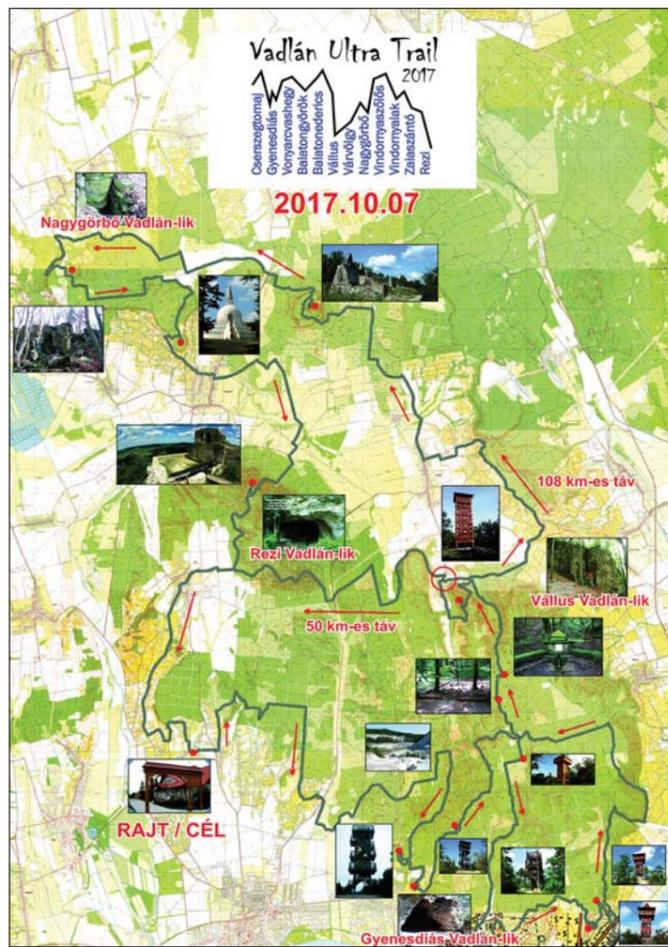 Vadlán Ultra Trail
2017
Cserszegtomaj
Gyenesdiás
Vonyarcvashegy
Balatongyörök
Balatonederics
Vállus
Várvölgy
Nagygörbő
Vindornyaszőlős
Vindornyalak
Zalaszántó
Rezi
2017.10.07
Nagygörbő Vadlán-lik
108 km-es táv
Rezi Vadlán-lik
Vállus Vadlán-lik
50 km-es táv
RAJT / CÉL
Gyenesdiás Vadlán-lik